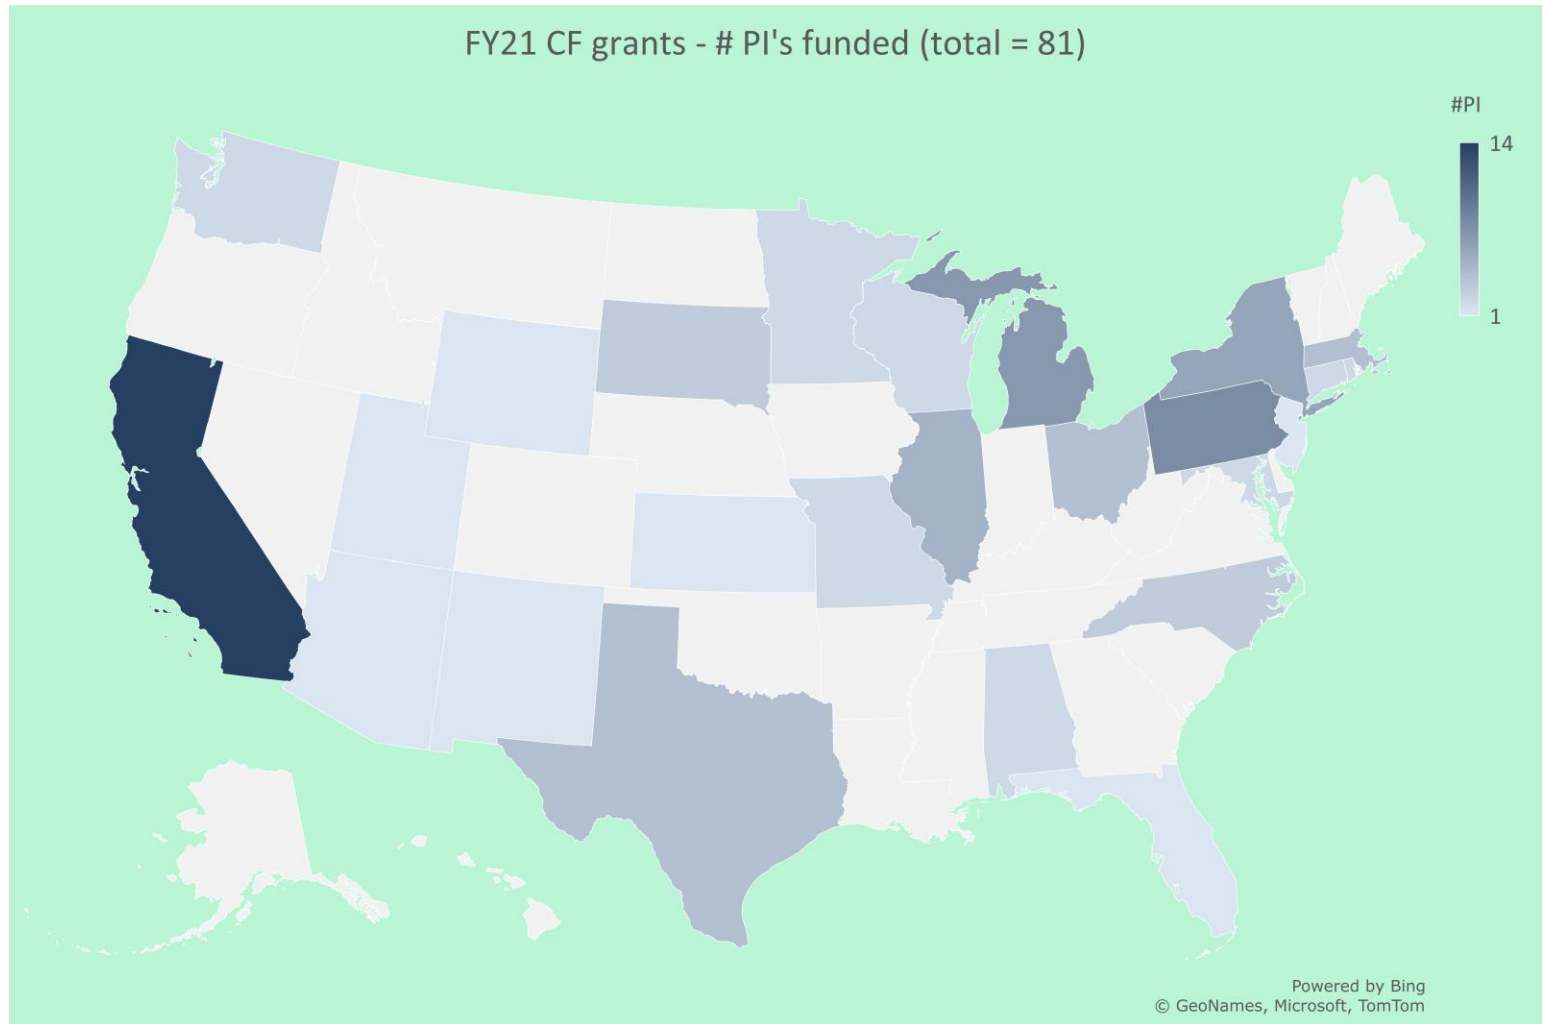 FY21 CF grants - # PI's funded (total = 81)
#PI
14
1
Powered by Bing
© GeoNames, Microsoft, TomTom